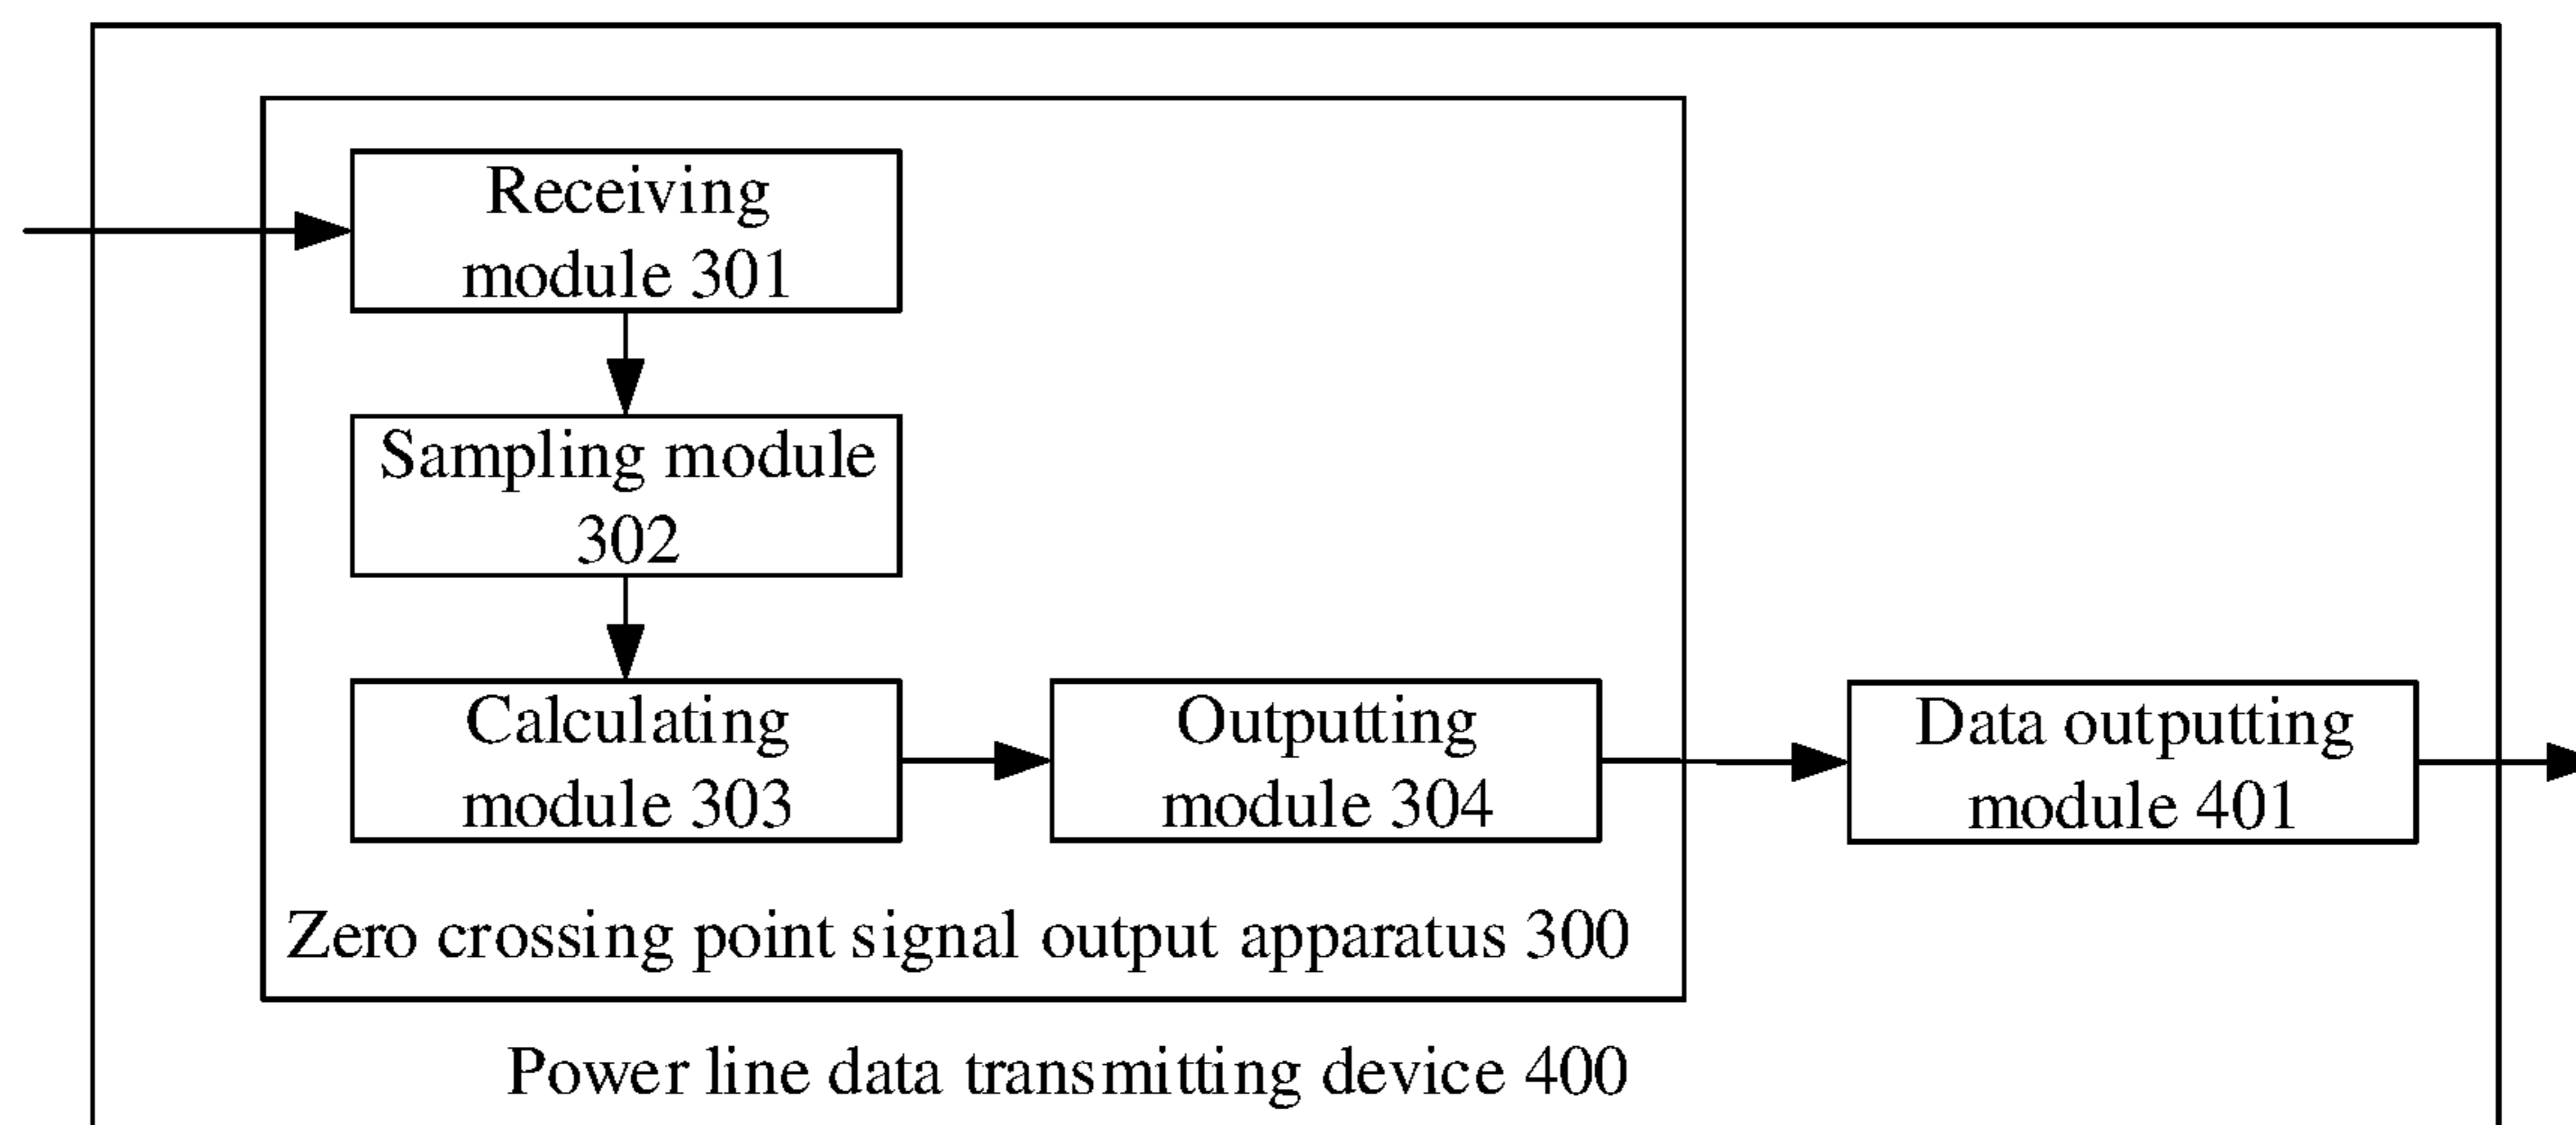 Receiving
module 301
Sampling module
302
Calculating
module 303
Outputting
module 304
Data outputting
module 401
Zero crossing point signal output apparatus 300
Power line data transmitting device 400